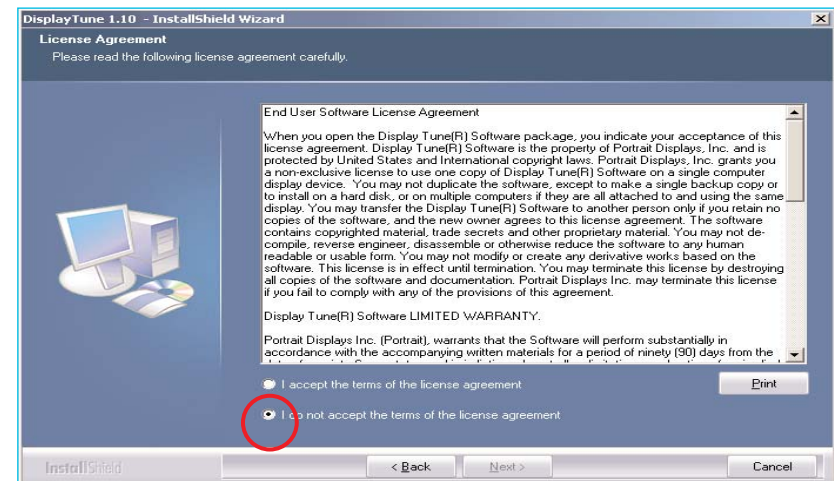 DisplayTune 1.10 - InstallShield Wizard
License Agreement
Please read the following license agreement carefully.
End User Software License Agreement
When you open the Display Tune(R) Software package, you indicate your acceptance of this
license agreement. Display Tune(R) Software is the property of Portrait Displays, Inc. and is
protected by United States and International copyright laws. Portrait Displays, Inc. grants you
a non-exclusive license to use one copy of Display Tune(R) Software on a single computer
display device. You may not duplicate the software, except to make a single backup copy or
to install on a hard disk, or on multiple computers if they are all attached to and using the same
display. You may transfer the Display Tune(R) Software to another person only if you retain no
copies of the software, and the new owner agrees to this license agreement. The software
contains copyrighted material, trade secrets and other proprietary material. You may not de-
compile, reverse engineer, disassemble or otherwise reduce the software to any human
readable or usable form. You may not modify or create any derivative works based on the
software. This license is in effect until termination. You may terminate this license by destroying
all copies of the software and documentation. Portrait Displays Inc. may terminate this license
if you fail to comply with any of the provisions of this agreement.
Display Tune(R) Software LIMITED WARRANTY.
Portrait Displays Inc. (Portrait), warrants that the Software will perform substantially in
accordance with the accompanying written materials for a period of ninety (90) days from the
I accept the terms of the license agreement
Print
I do not accept the terms of the license agreement
InstallShield
< Back
Next >
Cancel